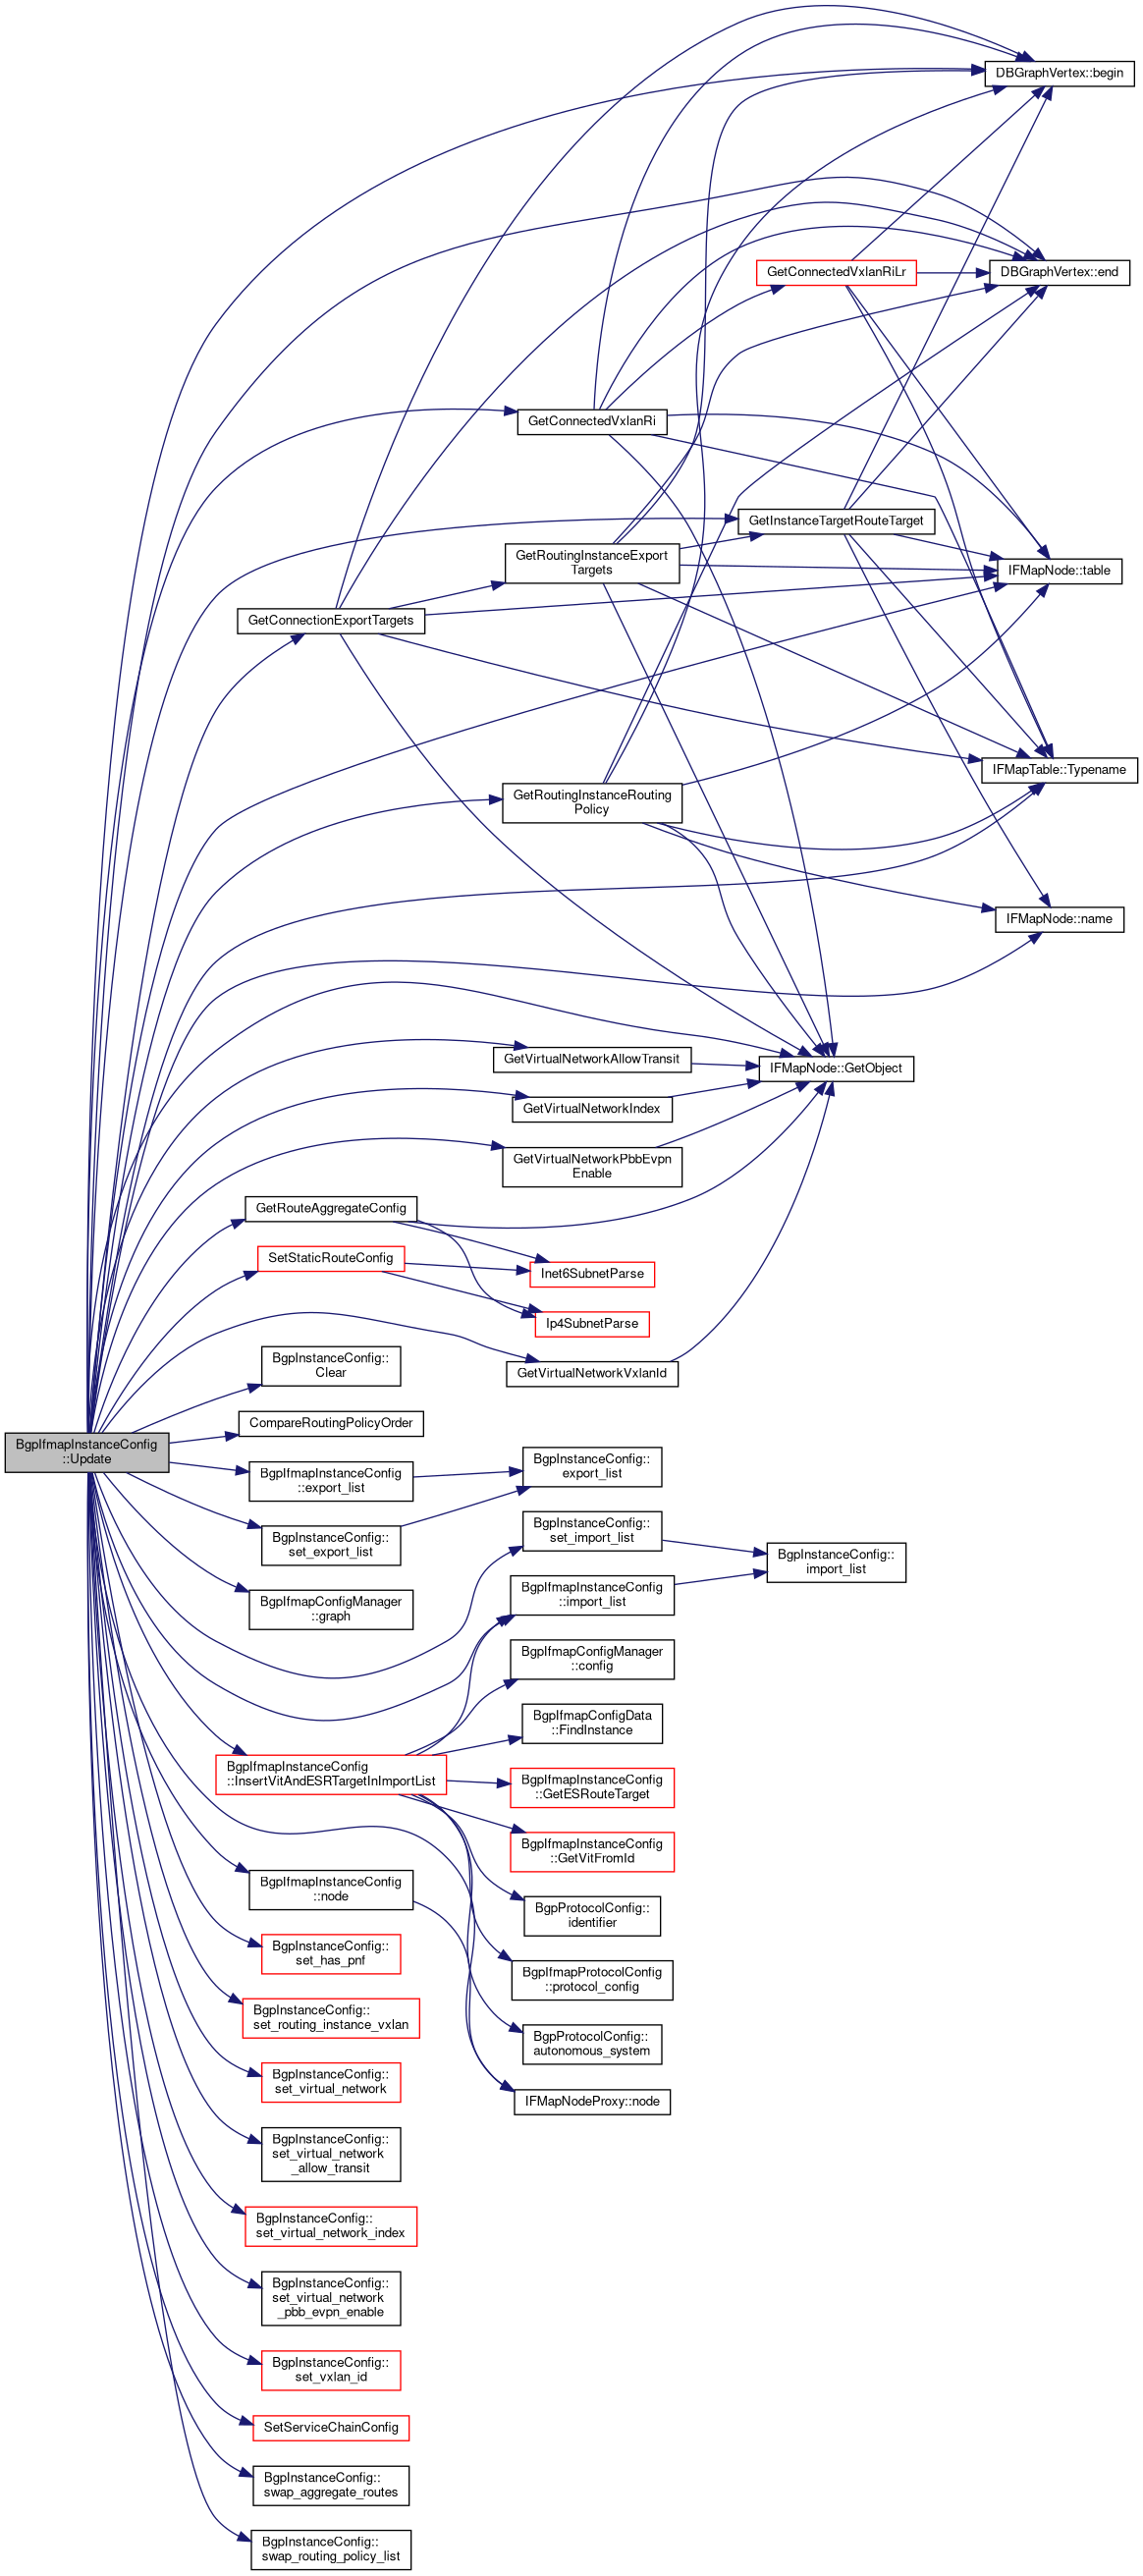 DBGraphVertex::begin
GetConnectedVxlanRiLr
DBGraphVertex::end
GetConnectedVxlanRi
GetInstanceTargetRouteTarget
GetRoutingInstanceExport
Targets
IFMapNode::table
GetConnectionExportTargets
IFMapTable::Typename
GetRoutingInstanceRouting
Policy
IFMapNode::name
GetVirtualNetworkAllowTransit
IFMapNode::GetObject
GetVirtualNetworkIndex
GetVirtualNetworkPbbEvpn
Enable
GetRouteAggregateConfig
SetStaticRouteConfig
Inet6SubnetParse
Ip4SubnetParse
BgpInstanceConfig::
Clear
GetVirtualNetworkVxlanId
CompareRoutingPolicyOrder
BgpIfmapInstanceConfig
::Update
BgpIfmapInstanceConfig
::export_list
BgpInstanceConfig::
export_list
BgpInstanceConfig::
set_export_list
BgpInstanceConfig::
set_import_list
BgpInstanceConfig::
import_list
BgpIfmapConfigManager
::graph
BgpIfmapInstanceConfig
::import_list
BgpIfmapConfigManager
::config
BgpIfmapConfigData
::FindInstance
BgpIfmapInstanceConfig
::InsertVitAndESRTargetInImportList
BgpIfmapInstanceConfig
::GetESRouteTarget
BgpIfmapInstanceConfig
::GetVitFromId
BgpIfmapInstanceConfig
::node
BgpProtocolConfig::
identifier
BgpInstanceConfig::
set_has_pnf
BgpIfmapProtocolConfig
::protocol_config
BgpInstanceConfig::
set_routing_instance_vxlan
BgpProtocolConfig::
autonomous_system
BgpInstanceConfig::
set_virtual_network
IFMapNodeProxy::node
BgpInstanceConfig::
set_virtual_network
_allow_transit
BgpInstanceConfig::
set_virtual_network_index
BgpInstanceConfig::
set_virtual_network
_pbb_evpn_enable
BgpInstanceConfig::
set_vxlan_id
SetServiceChainConfig
BgpInstanceConfig::
swap_aggregate_routes
BgpInstanceConfig::
swap_routing_policy_list